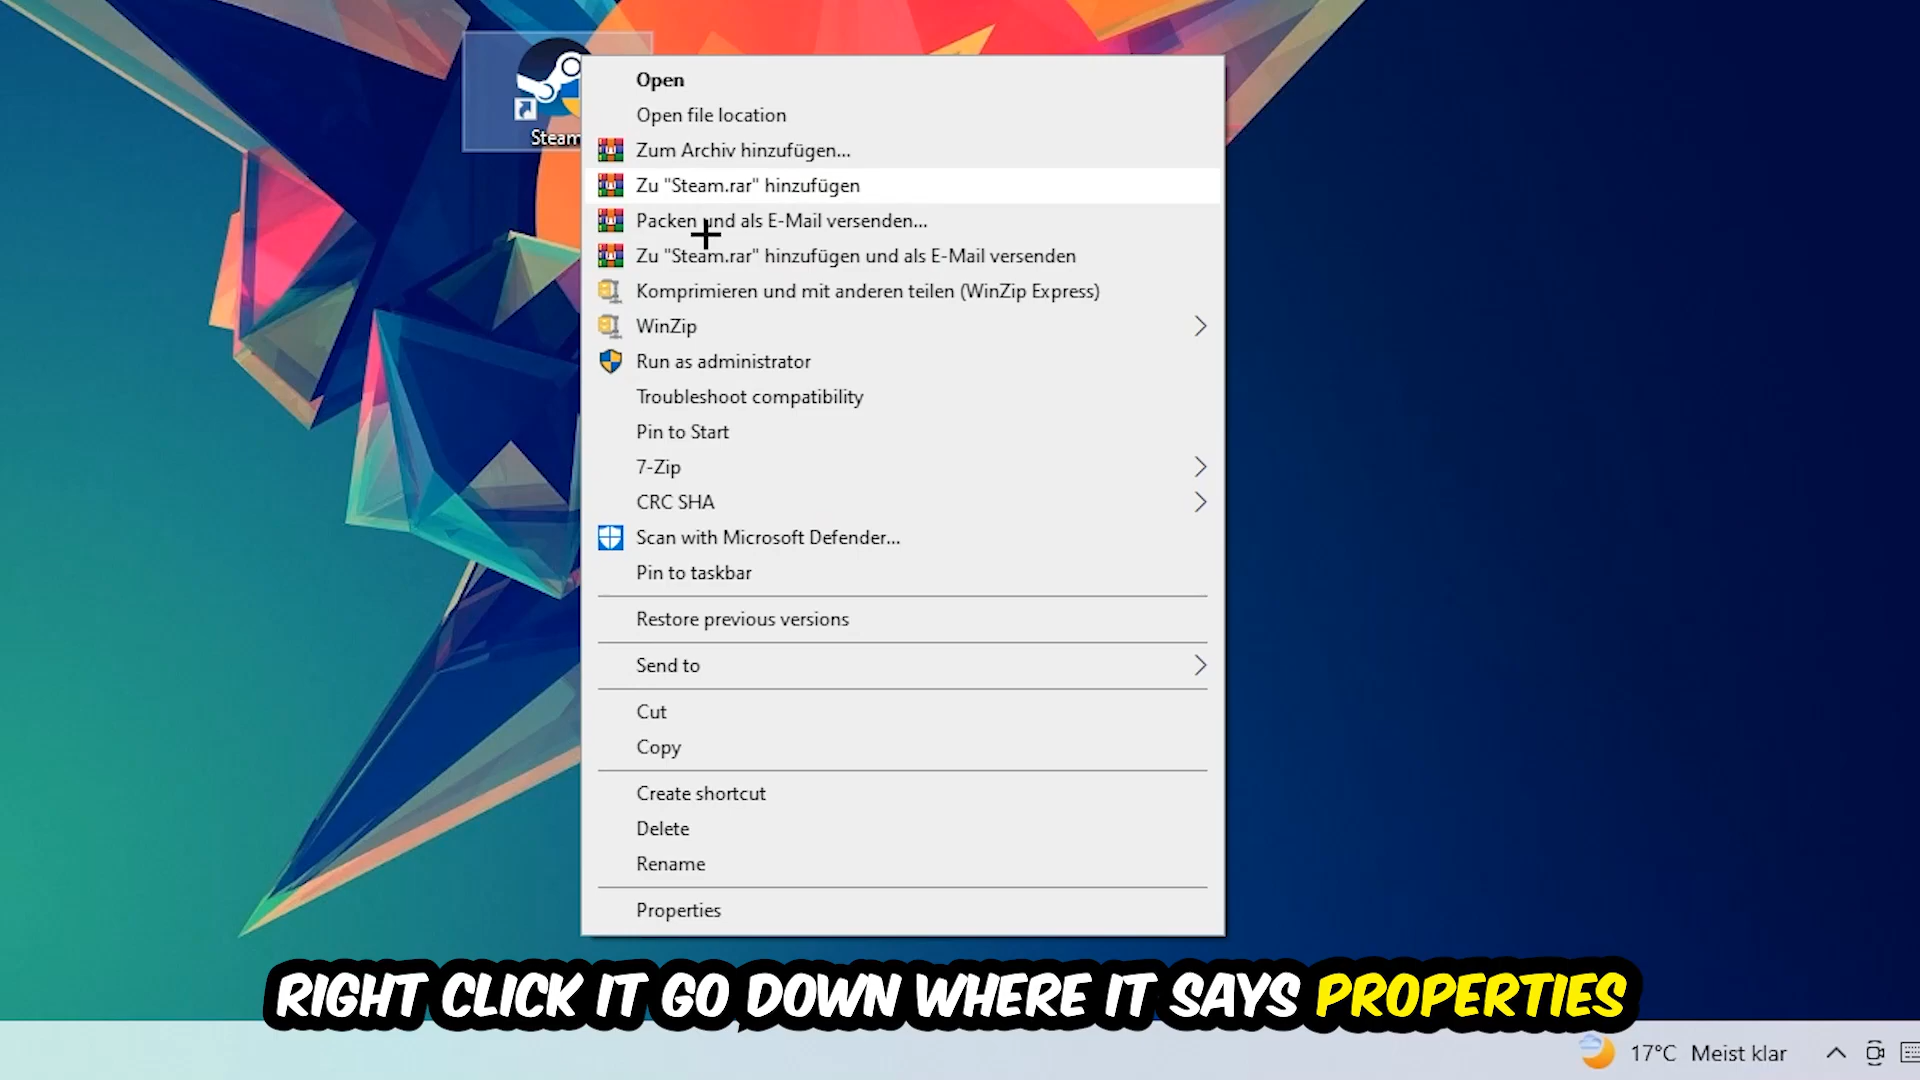 Steam
Open
Open file location
Zum Archiv hinzufügen...
Zu "Steam.rar" hinzufügen
Packen und als E-Mail versenden...
Zu "Steam.rar" hinzufügen und als E-Mail versenden
Komprimieren und mit anderen teilen (WinZip Express)
WinZip
Run as administrator
Troubleshoot compatibility
Pin to Start
7-Zip
CRC SHA
Scan with Microsoft Defender...
Pin to taskbar
Restore previous versions
Send to
Cut
Copy
Create shortcut
Delete
Rename
Properties
RIGHT CLICK IT GO DOWN WHERE IT SAYS PROPERTIES
17°C Meist klar